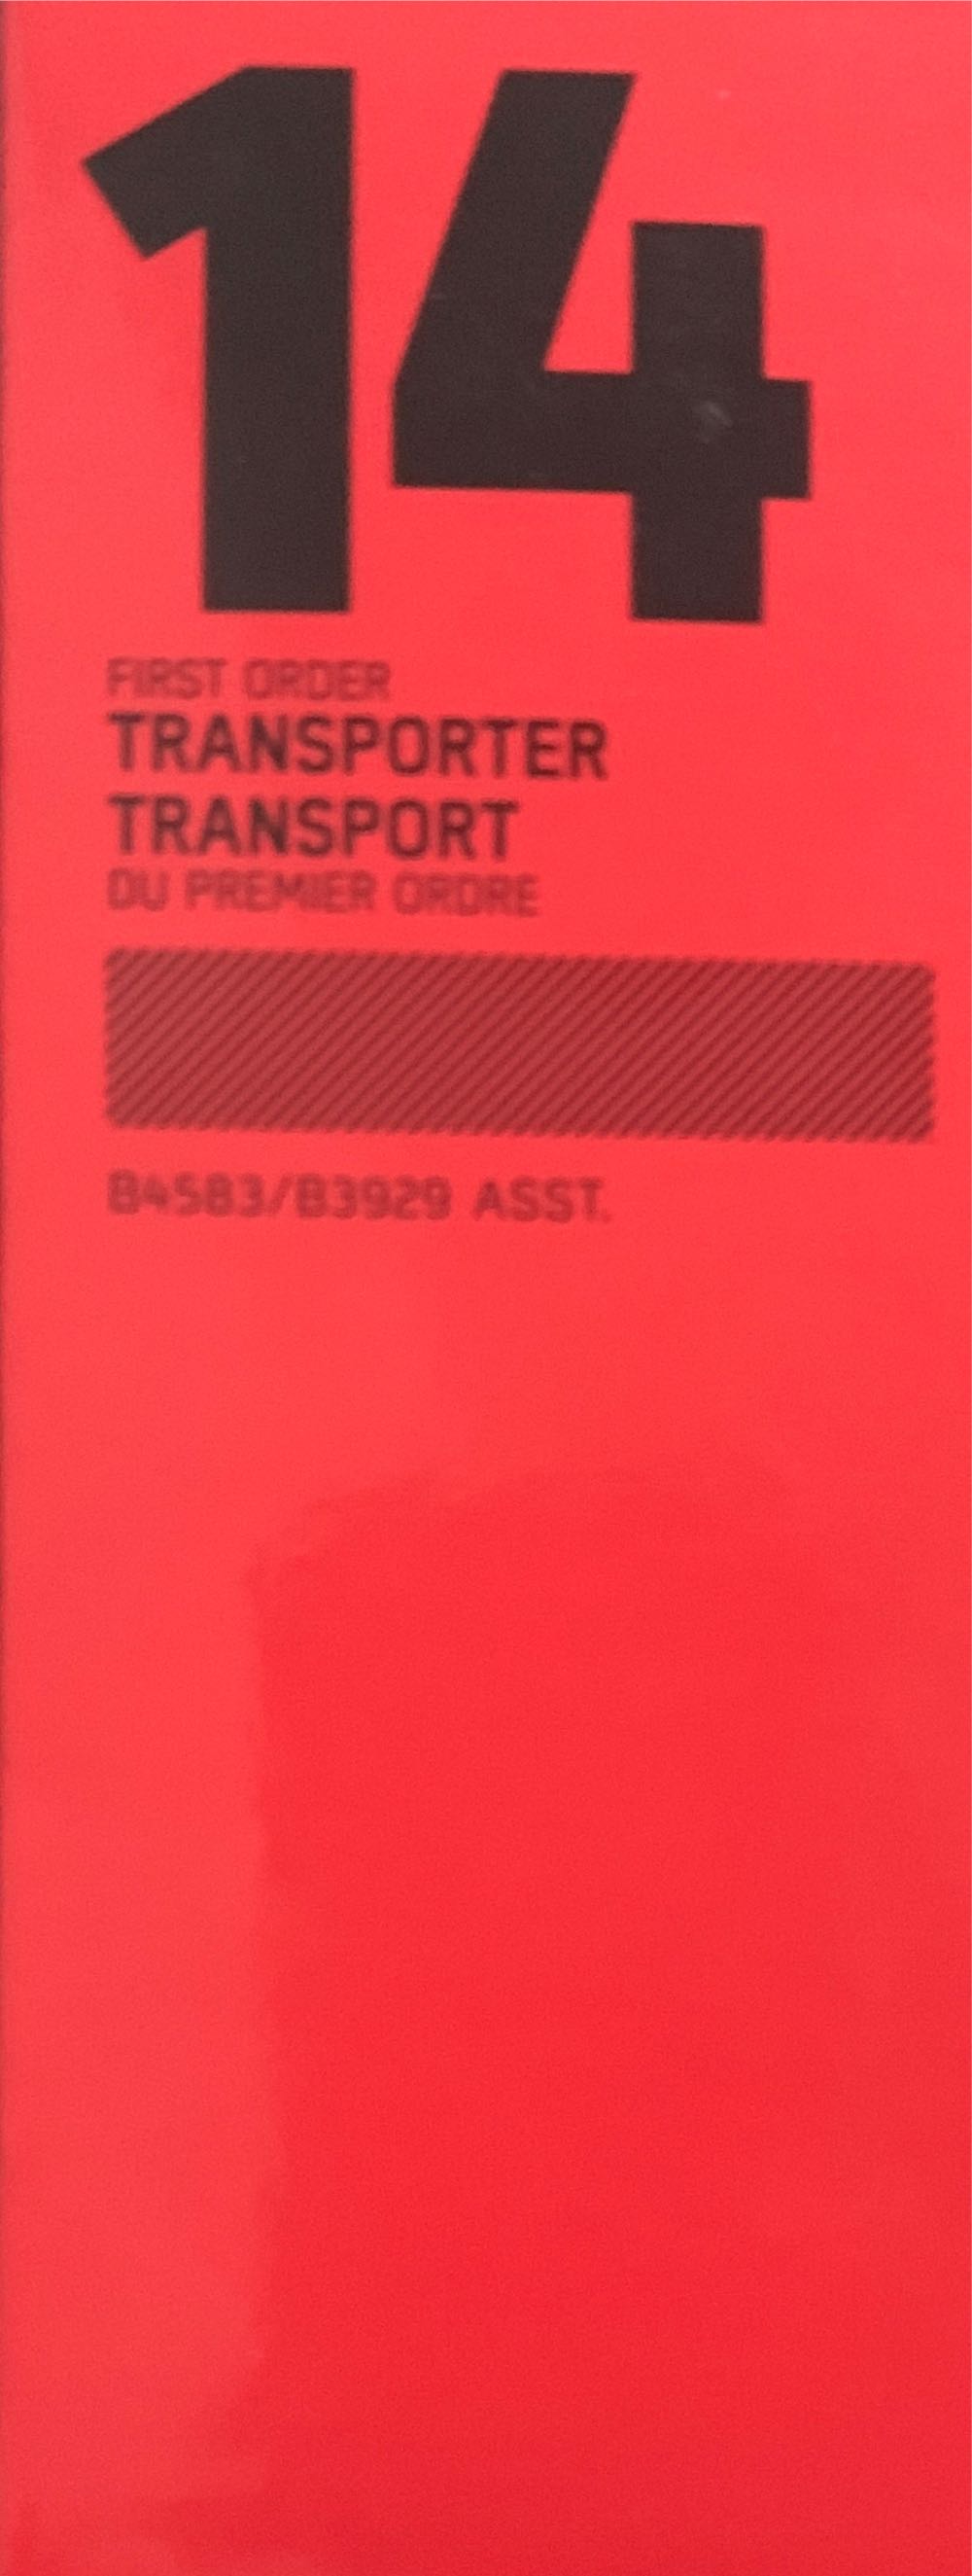 14
FIRST ORDER
TRANSPORTER
TRANSPORT
DU PREMIER ORDRE
B4583/B3929 ASST.